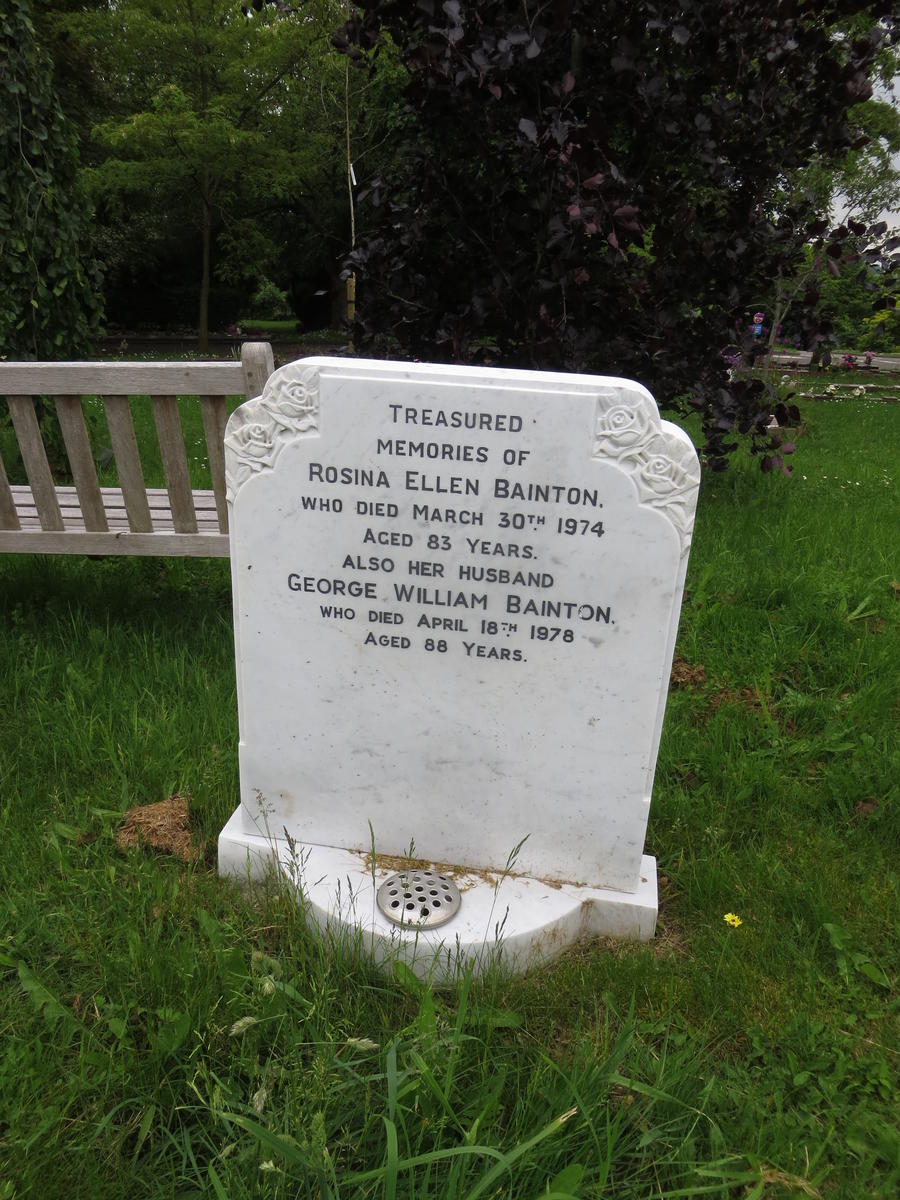 TREASURED
MEMORIES OF
ROSINA ELLEN BAINTON,
WHO DIED MARCH 30TH 1974
AGED 83 YEARS.
ALSO HER HUSBAND
GEORGE WILLIAM BAINTON,
WHO DIED APRIL 18TH 1978
AGED 88 YEARS.